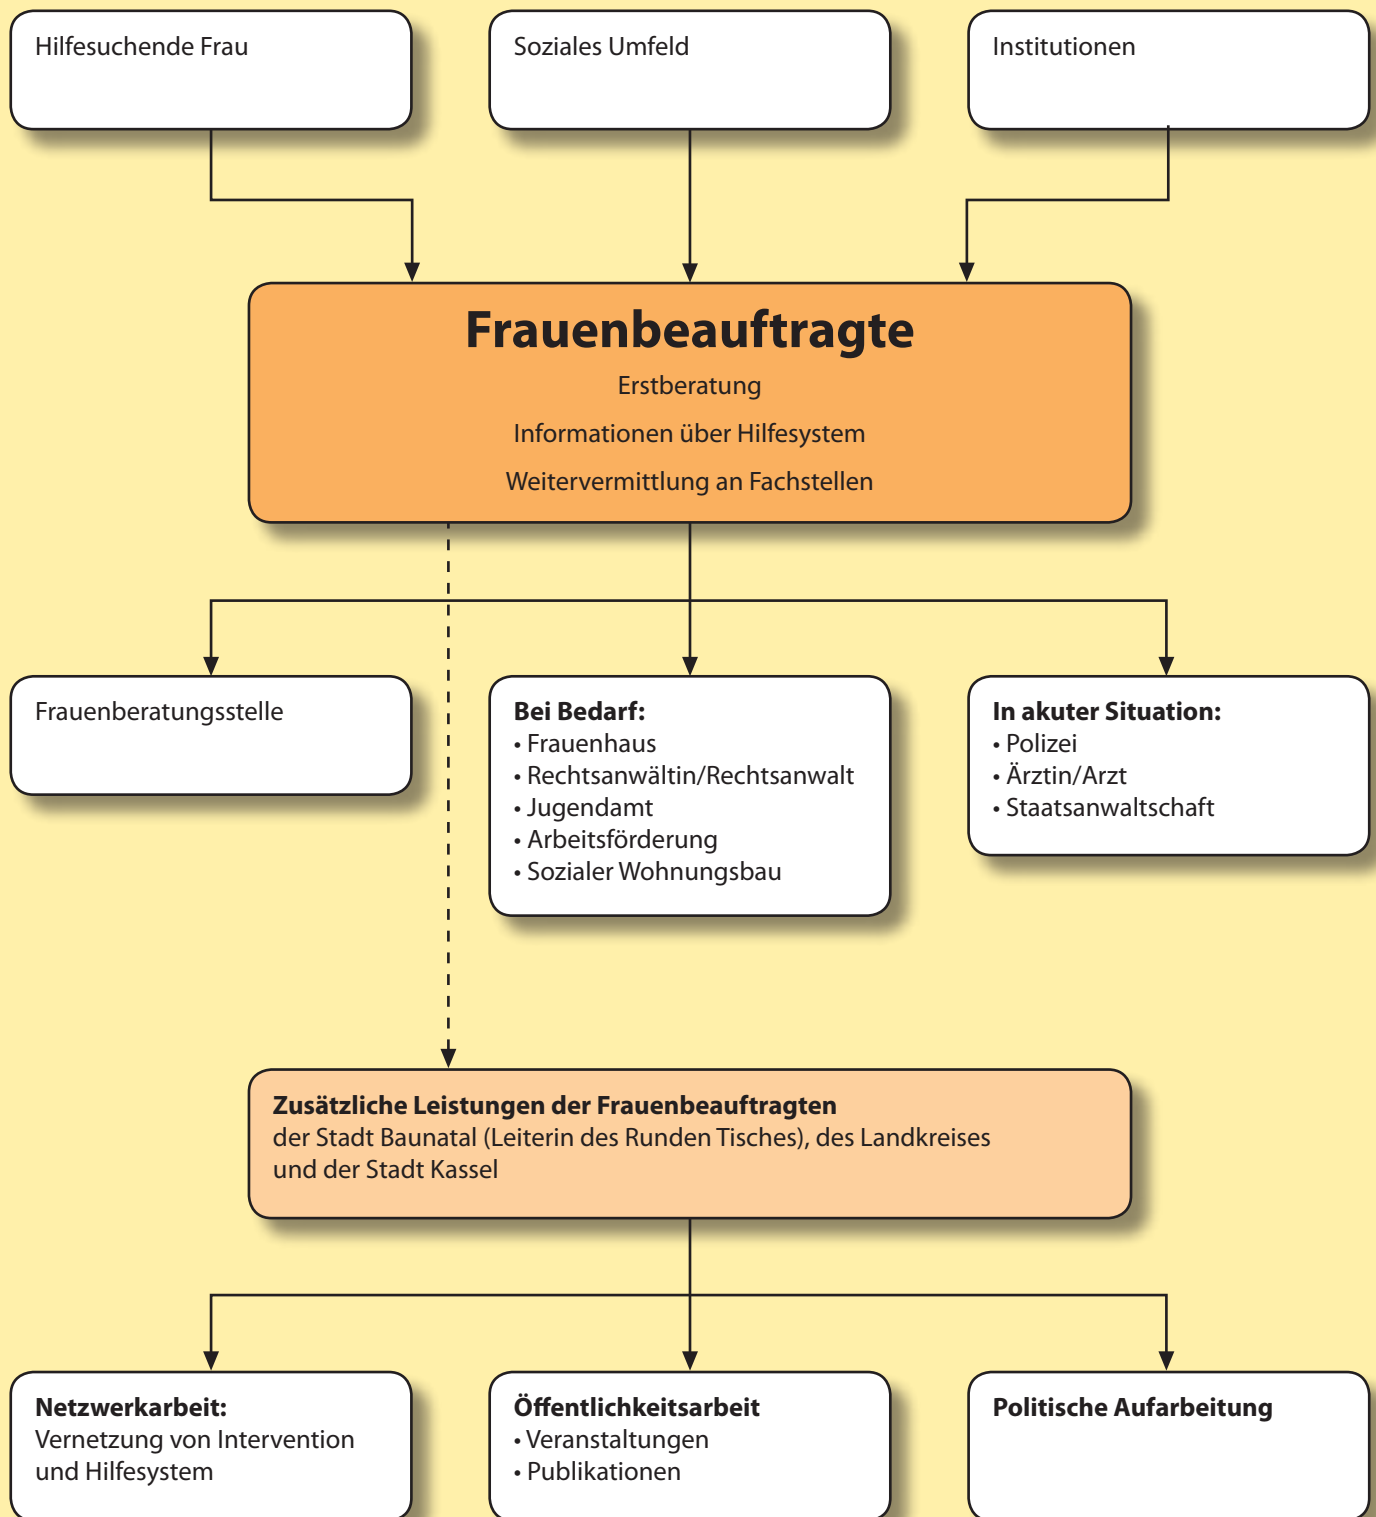 Hilfesuchende Frau
Soziales Umfeld
Institutionen
Frauenbeauftragte
Erstberatung
Informationen über Hilfesystem
Weitervermittlung an Fachstellen
Frauenberatungsstelle
Bei Bedarf:
• Frauenhaus
• Rechtsanwältin/Rechtsanwalt
• Jugendamt
• Arbeitsförderung
• Sozialer Wohnungsbau
In akuter Situation:
• Polizei
• Ärztin/Arzt
• Staatsanwaltschaft
Zusätzliche Leistungen der Frauenbeauftragten
der Stadt Baunatal (Leiterin des Runden Tisches), des Landkreises
und der Stadt Kassel
Netzwerkarbeit:
Vernetzung von Intervention
und Hilfesystem
Öffentlichkeitsarbeit
• Veranstaltungen
• Publikationen
Politische Aufarbeitung